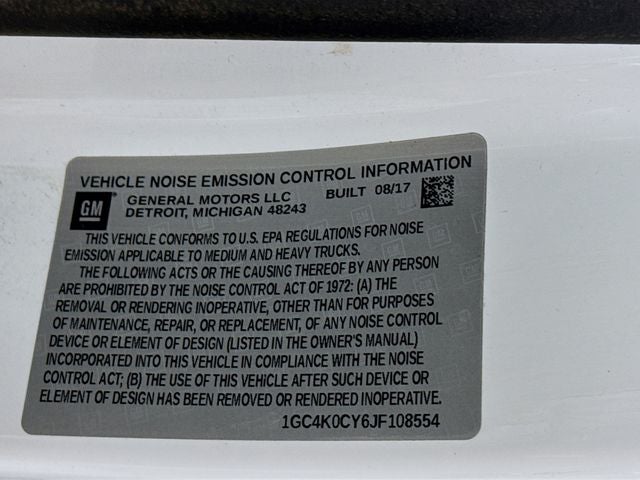 VEHICLE NOISE EMISSION CONTROL INFORMATION
GM
GENERAL MOTORS LLC BUILT 08/17
DETROIT, MICHIGAN 48243
THIS VEHICLE CONFORMS TO U.S. EPA REGULATIONS FOR NOISE
EMISSION APPLICABLE TO MEDIUM AND HEAVY TRUCKS.
THE FOLLOWING ACTS OR THE CAUSING THEREOF BY ANY PERSON
ARE PROHIBITED BY THE NOISE CONTROL ACT OF 1972: (A) THE
REMOVAL OR RENDERING INOPERATIVE, OTHER THAN FOR PURPOSES
OF MAINTENANCE, REPAIR, OR REPLACEMENT, OF ANY NOISE CONTROL
DEVICE OR ELEMENT OF DESIGN (LISTED IN THE OWNER'S MANUAL)
INCORPORATED INTO THIS VEHICLE IN COMPLIANCE WITH THE NOISE
CONTROL ACT; (B) THE USE OF THIS VEHICLE AFTER SUCH DEVICE OR
ELEMENT OF DESIGN HAS BEEN REMOVED OR RENDERED INOPERATIVE.
1GC4K0CY6JF108554